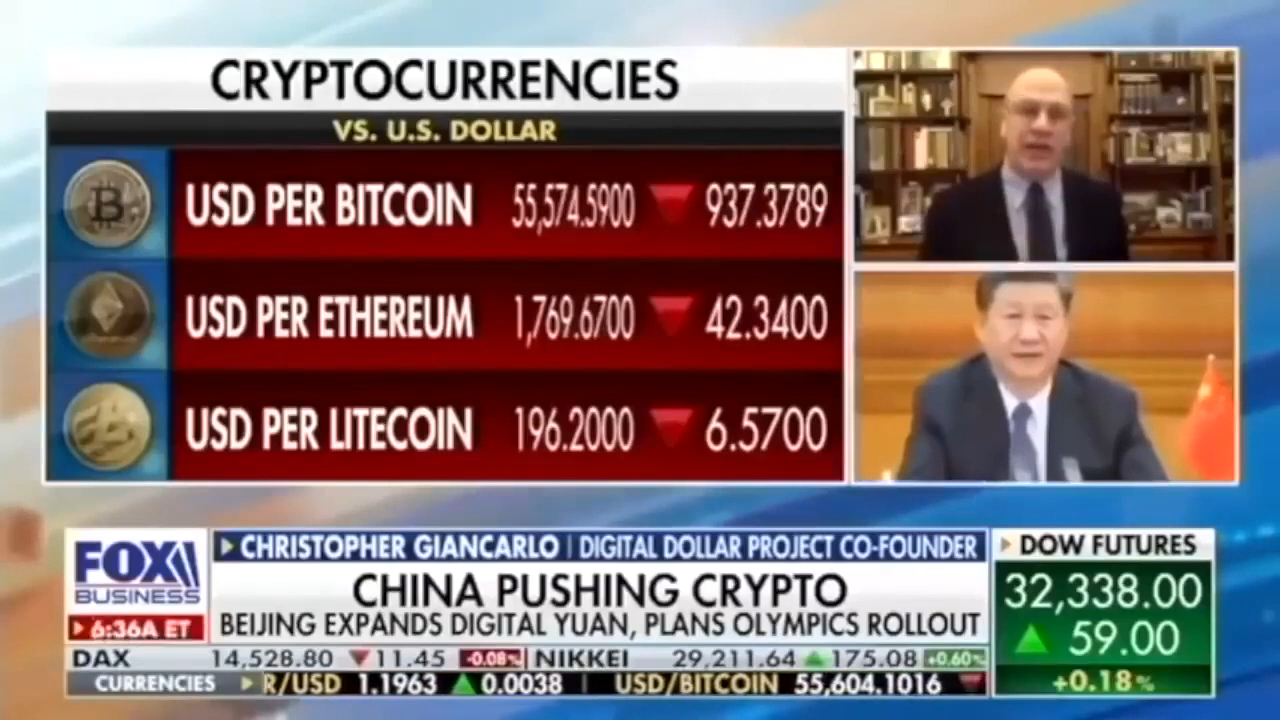 CRYPTOCURRENCIES
VS. U.S. DOLLAR
USD PER BITCOIN 55,574.5900 ▼ 937.3789
USD PER ETHEREUM 1,769.6700 ▼ 42.3400
USD PER LITECOIN 196.2000 ▼ 6.5700
FOX BUSINESS
6:36A ET
CHRISTOPHER GIANCARLO | DIGITAL DOLLAR PROJECT CO-FOUNDER
CHINA PUSHING CRYPTO
BEIJING EXPANDS DIGITAL YUAN, PLANS OLYMPICS ROLLOUT
DOW FUTURES
32,338.00
▲ 59.00
+0.18%
DAX 14,528.80 ▼ 11.45 -0.08% NIKKEI 29,211.64 ▲ 175.08 +0.60%
CURRENCIES R/USD 1.1963 ▲ 0.0038 | USD/BITCOIN 55,604.1016 ▼